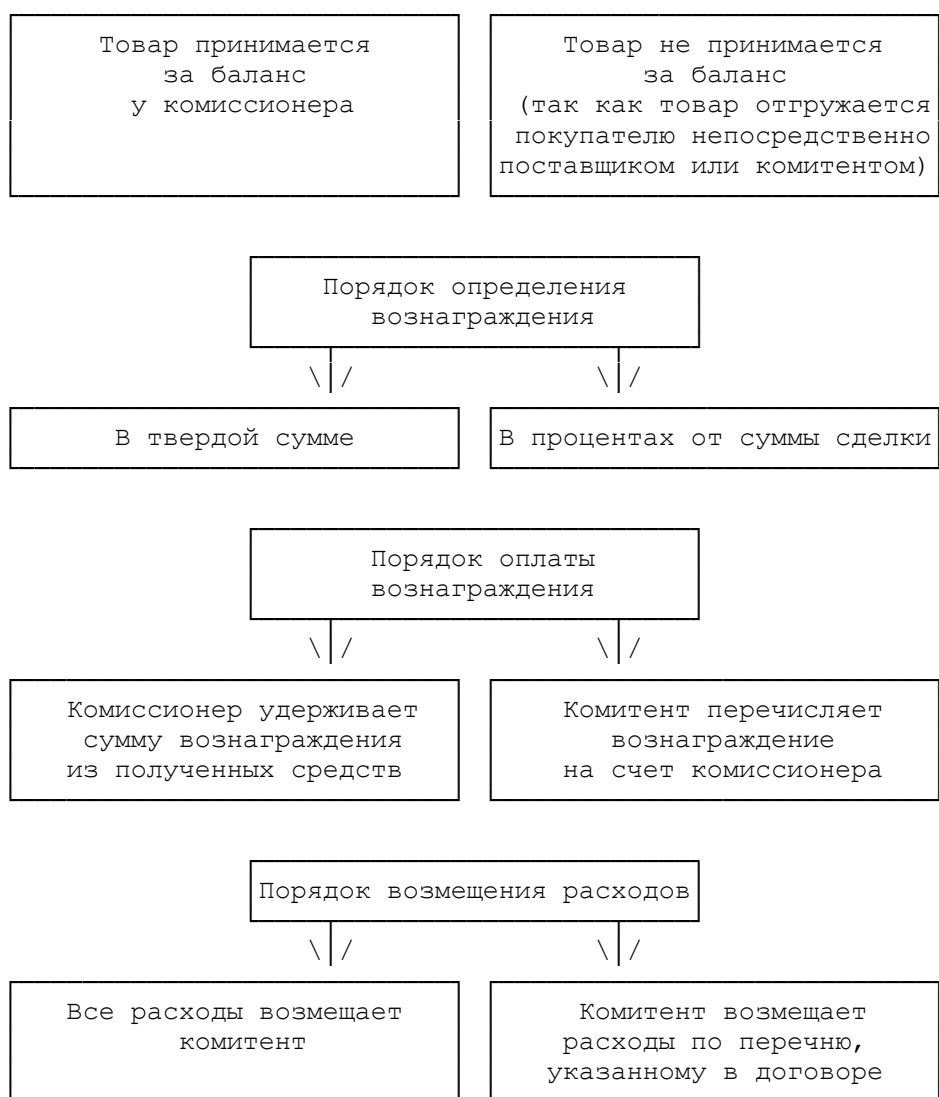 Товар принимается
за баланс
у комиссионера
Товар не принимается
за баланс
(так как товар отгружается
покупателю непосредственно
поставщиком или комитентом)
Порядок определения
вознаграждения
В твердой сумме
В процентах от суммы сделки
Порядок оплаты
вознаграждения
Комиссионер удерживает
сумму вознаграждения
из полученных средств
Комитент перечисляет
вознаграждение
на счет комиссионера
Порядок возмещения расходов
Все расходы возмещает
комитент
Комитент возмещает
расходы по перечню,
указанному в договоре